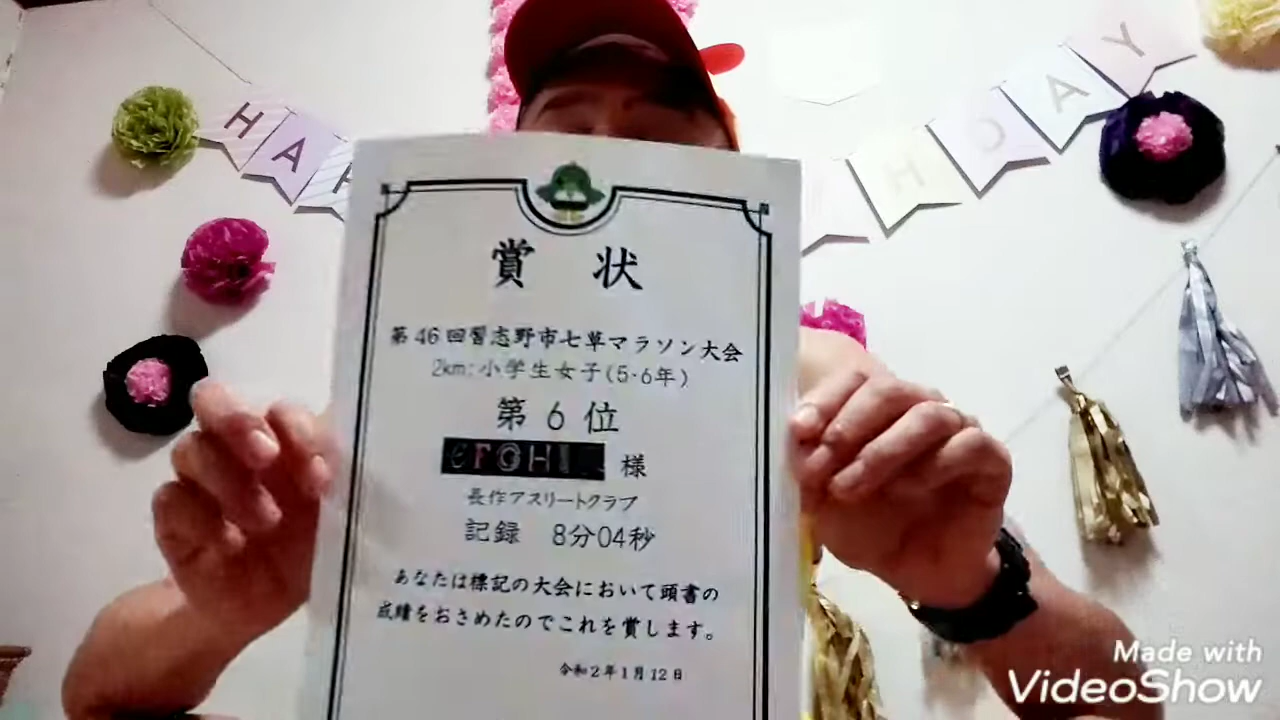 HAP
HOAY
賞状
第46回習志野市七草マラソン大会
2km:小学生女子(5・6年)
第6位
様
長作アスリートクラブ
記録 8分04秒
あなたは標記の大会において頭書の
成績をおさめたのでこれを賞します。
令和2年1月12日
Made with
VideoShow